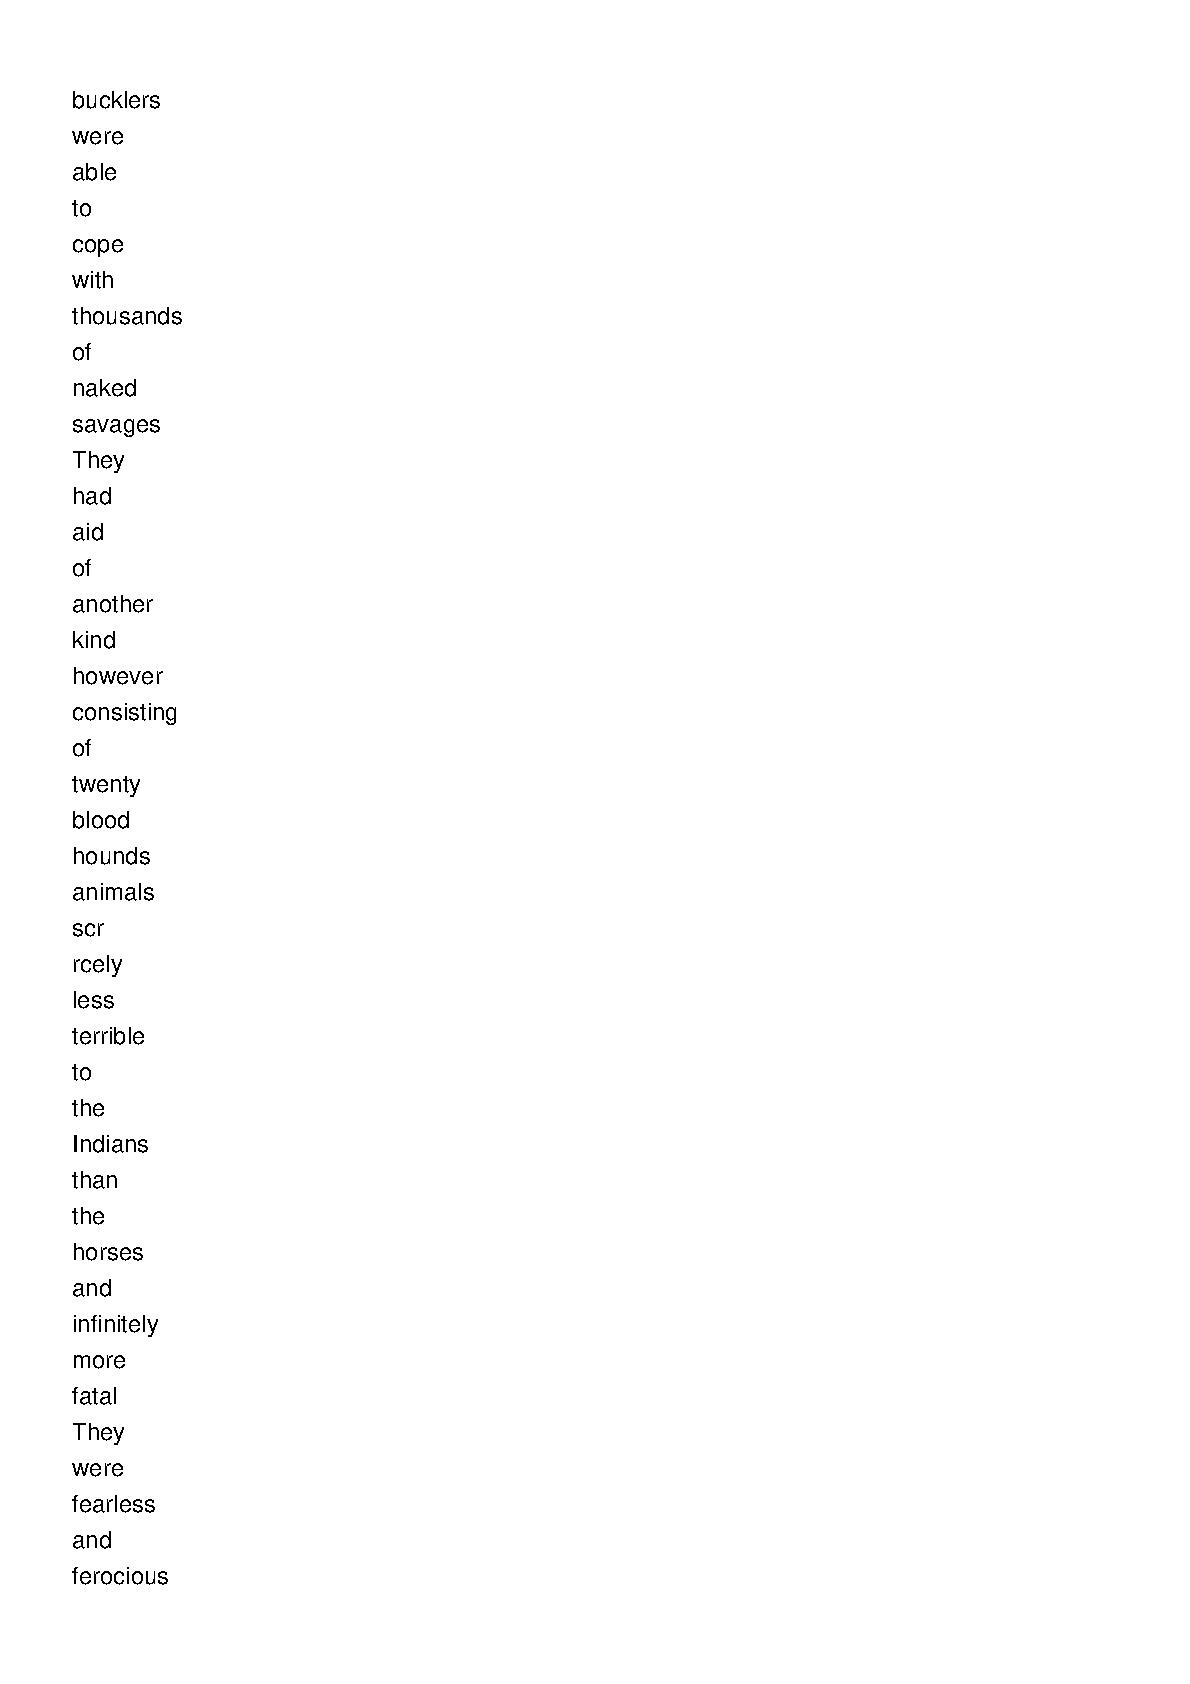 bucklers
were
able
to
cope
with
thousands
of
naked
savages
They
had
aid
of
another
kind
however
consisting
of
twenty
blood
hounds
animals
scr
rcely
less
terrible
to
the
Indians
than
the
horses
and
infinitely
more
fatal
They
were
fearless
and
ferocious